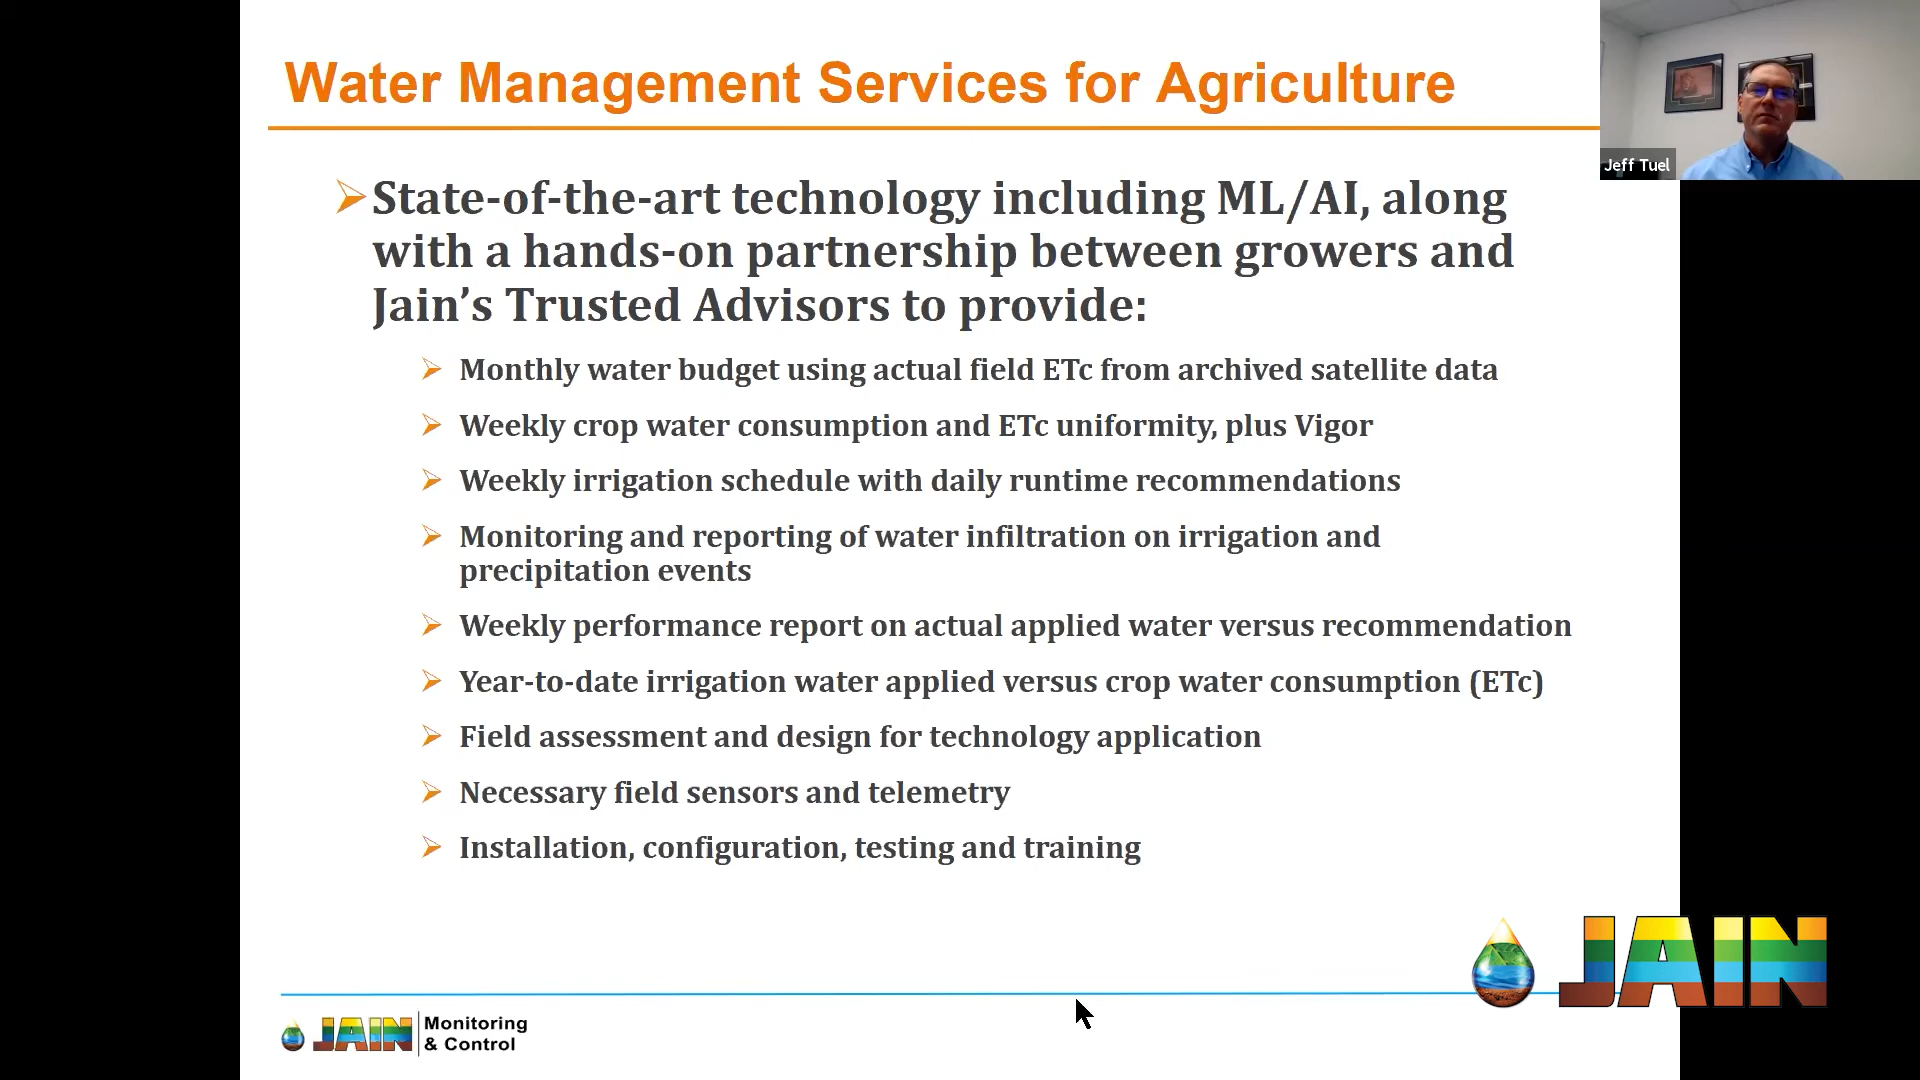 Water Management Services for Agriculture
Jeff Tuel
State-of-the-art technology including ML/AI, along
with a hands-on partnership between growers and
Jain’s Trusted Advisors to provide:
Monthly water budget using actual field ETc from archived satellite data
Weekly crop water consumption and ETc uniformity, plus Vigor
Weekly irrigation schedule with daily runtime recommendations
Monitoring and reporting of water infiltration on irrigation and
precipitation events
Weekly performance report on actual applied water versus recommendation
Year-to-date irrigation water applied versus crop water consumption (ETc)
Field assessment and design for technology application
Necessary field sensors and telemetry
Installation, configuration, testing and training
JAIN
JAIN Monitoring
& Control